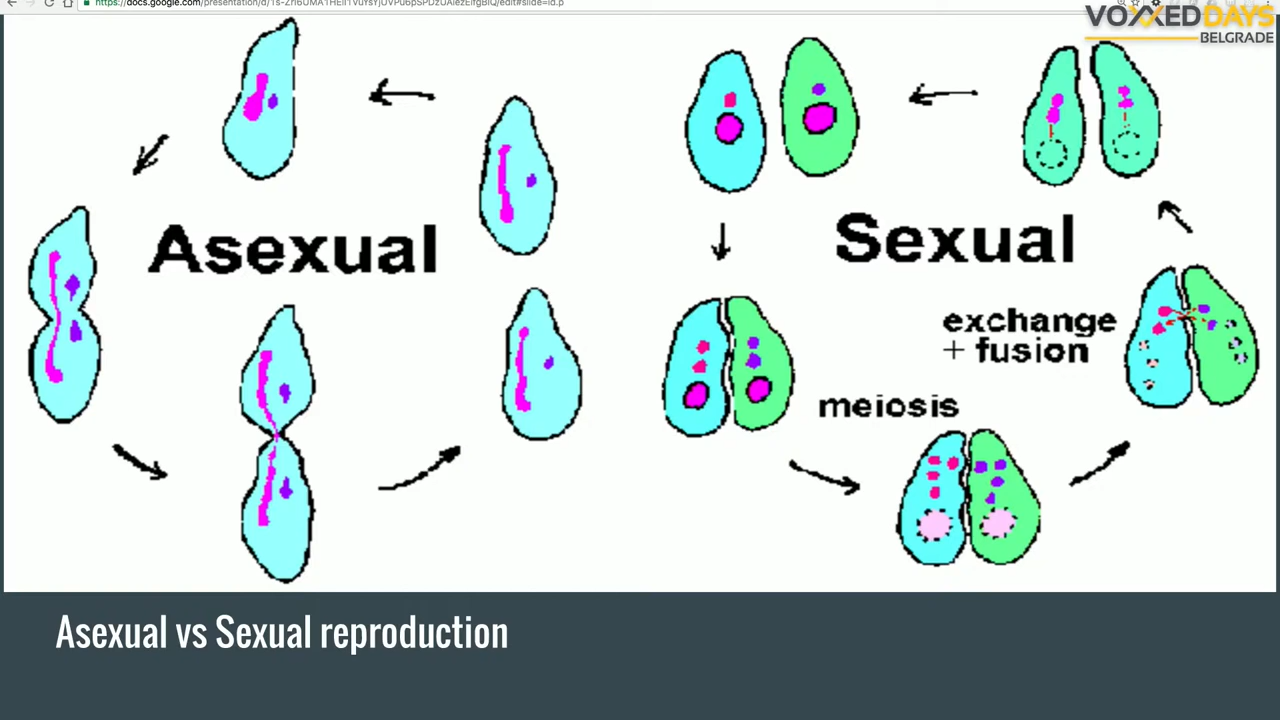 VOXXED DAYS
BELGRADE
Asexual
Sexual
exchange
+ fusion
meiosis
Asexual vs Sexual reproduction